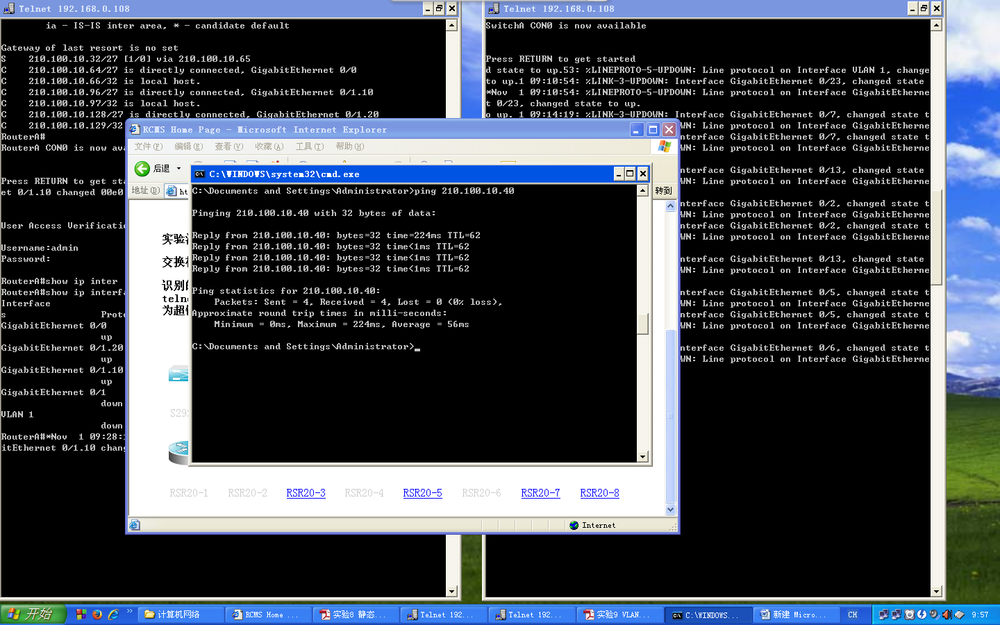 Telnet 192.168.0.108
ia - IS-IS inter area, * - candidate default
Gateway of last resort is no set
S    210.100.10.32/27 [1/0] via 210.100.10.65
C    210.100.10.64/27 is directly connected, GigabitEthernet 0/0
C    210.100.10.66/32 is local host.
C    210.100.10.96/27 is directly connected, GigabitEthernet 0/1.10
C    210.100.10.97/32 is local host.
C    210.100.10.128/27 is directly connected, GigabitEthernet 0/1.20
C    210.100.10.129/32
RouterA#
RouterA CON0 is now ava
Press RETURN to get sta
et 0/1.10 changed 00e0
User Access Verificatio
Username:admin
Password:
RouterA#show ip inter
RouterA#show ip interfa
Interface
s                 Proto
GigabitEthernet 0/0
up
GigabitEthernet 0/1.20
up
GigabitEthernet 0/1.10
up
GigabitEthernet 0/1
down
VLAN 1
down
RouterA#*Nov  1 09:28:
itEthernet 0/1.10 chang
Telnet 192.168.0.108
SwitchA CON0 is now available
Press RETURN to get started
d state to up.53: %LINEPROTO-5-UPDOWN: Line protocol on Interface VLAN 1, change
to up.1 09:10:54: %LINK-3-UPDOWN: Interface GigabitEthernet 0/23, changed state
*Nov  1 09:10:54: %LINEPROTO-5-UPDOWN: Line protocol on Interface GigabitEtherne
t 0/23, changed state to up.
o up. 1 09:14:19: %LINK-3-UPDOWN: Interface GigabitEthernet 0/7, changed state t
WN: Line protocol on Interface GigabitEtherne
nterface GigabitEthernet 0/7, changed state t
WN: Line protocol on Interface GigabitEtherne
nterface GigabitEthernet 0/13, changed state
WN: Line protocol on Interface GigabitEtherne
nterface GigabitEthernet 0/2, changed state t
WN: Line protocol on Interface GigabitEtherne
nterface GigabitEthernet 0/2, changed state t
WN: Line protocol on Interface GigabitEtherne
nterface GigabitEthernet 0/13, changed state
WN: Line protocol on Interface GigabitEtherne
nterface GigabitEthernet 0/5, changed state t
WN: Line protocol on Interface GigabitEtherne
nterface GigabitEthernet 0/5, changed state t
WN: Line protocol on Interface GigabitEtherne
nterface GigabitEthernet 0/6, changed state t
WN: Line protocol on Interface GigabitEtherne
RCMS Home Page - Microsoft Internet Explorer
文件(F) 编辑(E) 查看(V) 收藏(A) 工具(T) 帮助(H)
后退
地址(D) ht 转到
实验
交换
识别
teln
为超
S29
RSR20-1 RSR20-2 RSR20-3 RSR20-4 RSR20-5 RSR20-6 RSR20-7 RSR20-8
Internet
C:\WINDOWS\system32\cmd.exe
C:\Documents and Settings\Administrator>ping 210.100.10.40
Pinging 210.100.10.40 with 32 bytes of data:
Reply from 210.100.10.40: bytes=32 time=224ms TTL=62
Reply from 210.100.10.40: bytes=32 time<1ms TTL=62
Reply from 210.100.10.40: bytes=32 time<1ms TTL=62
Reply from 210.100.10.40: bytes=32 time<1ms TTL=62
Ping statistics for 210.100.10.40:
Packets: Sent = 4, Received = 4, Lost = 0 (0% loss),
Approximate round trip times in milli-seconds:
Minimum = 0ms, Maximum = 224ms, Average = 56ms
C:\Documents and Settings\Administrator>_
开始 » 计算机网络 RCMS Home ... 实验8 静态... Telnet 192... Telnet 192... 实验9 VLAN... C:\WINDOWS... 新建 Micro... CH 9:57